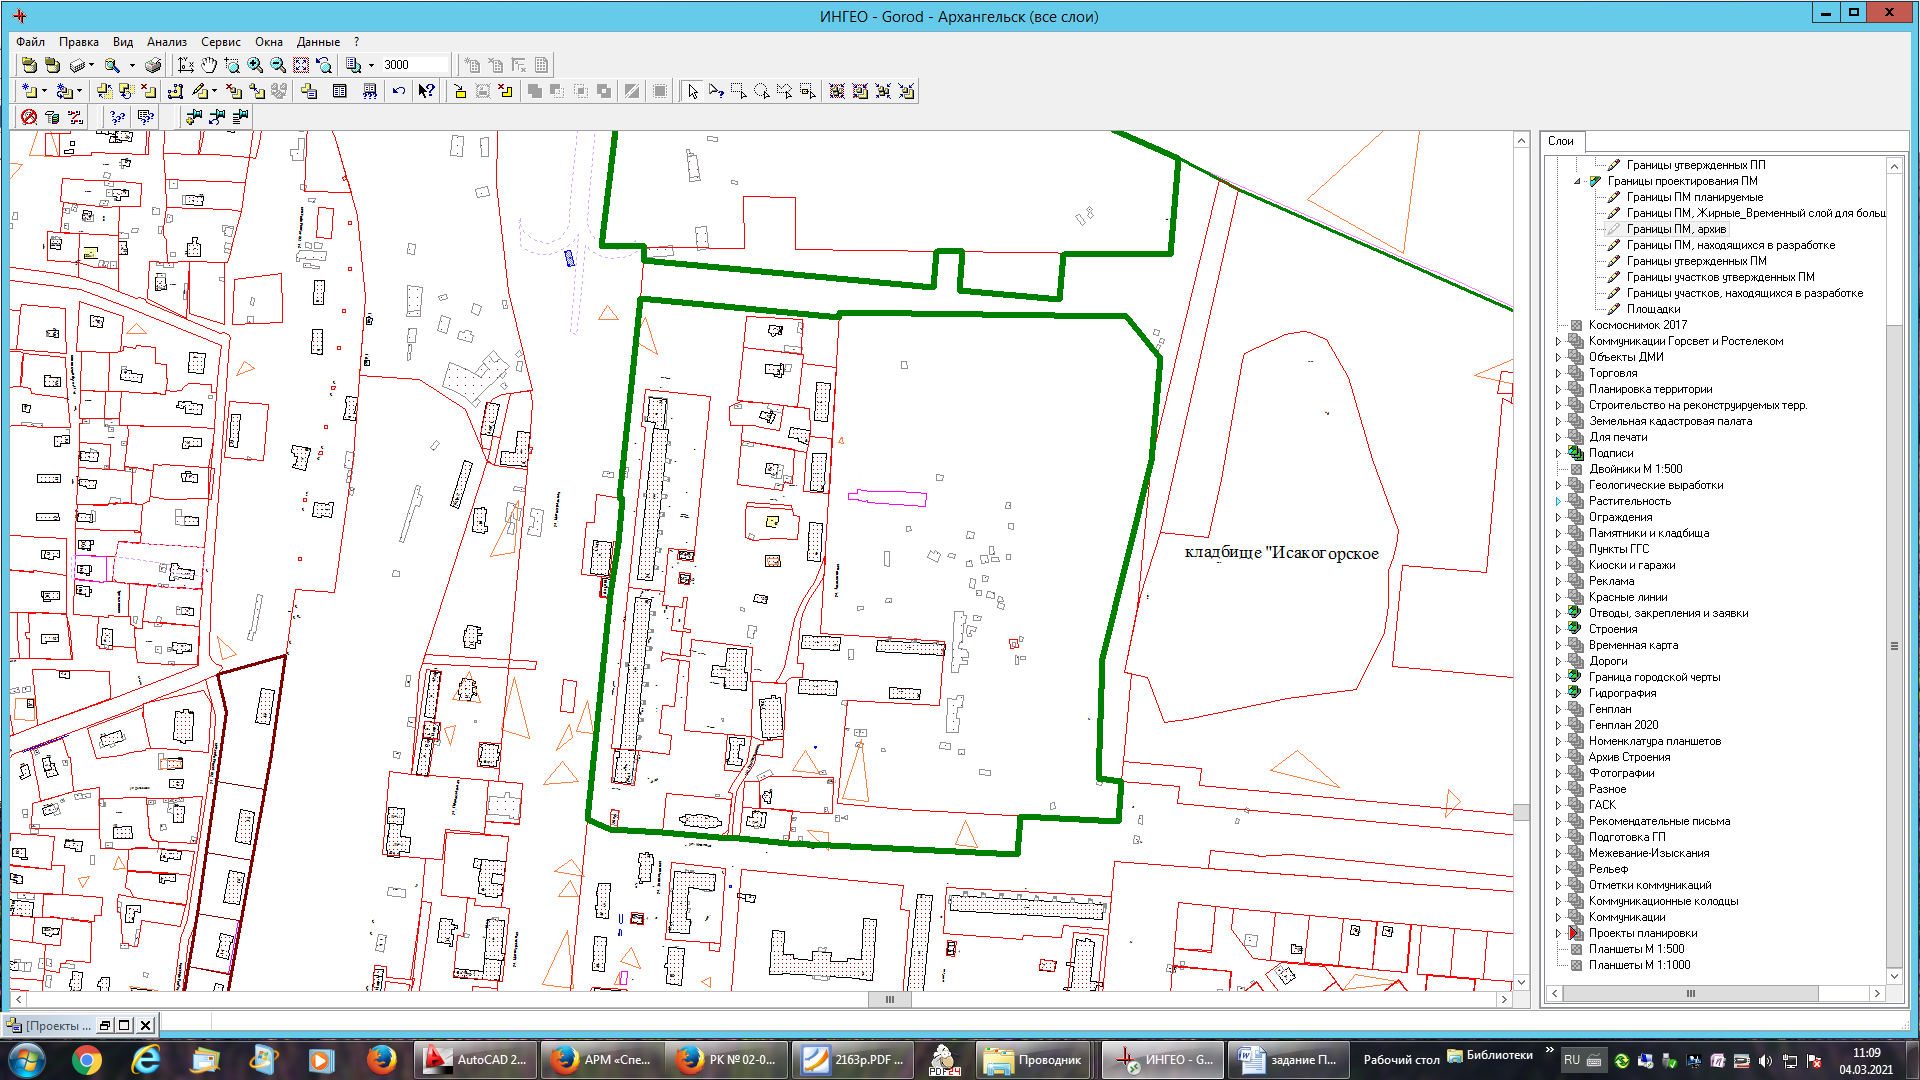 ИНГЕО - Gorod - Архангельск (все слои)
Файл Правка Вид Анализ Сервис Окна Данные ?
3000
кладбище "Исакогорское
Слои
Границы утвержденных ПП
Границы проектирования ПМ
Границы ПМ планируемые
Границы ПМ, Жирные_Временный слой для больш
Границы ПМ, архив
Границы ПМ, находящихся в разработке
Границы утвержденных ПМ
Границы участков утвержденных ПМ
Границы участков, находящихся в разработке
Площадки
Космоснимок 2017
Коммуникации Горсвет и Ростелеком
Объекты ДМИ
Торговля
Планировка территории
Строительство на реконструируемых терр.
Земельная кадастровая палата
Для печати
Подписи
Двойники М 1:500
Геологические выработки
Растительность
Ограждения
Памятники и кладбища
Пункты ГГС
Киоски и гаражи
Реклама
Красные линии
Отводы, закрепления и заявки
Строения
Временная карта
Дороги
Граница городской черты
Гидрография
Генплан
Генплан 2020
Номенклатура планшетов
Архив Строения
Фотографии
Разное
ГАСК
Рекомендательные письма
Подготовка ГП
Межевание-Изыскания
Рельеф
Отметки коммуникаций
Коммуникационные колодцы
Коммуникации
Проекты планировки
Планшеты М 1:500
Планшеты М 1:1000
[Проекты ...
AutoCAD 2...
АРМ «Спе...
РК № 02-0...
2163p.PDF ...
PDF24
Проводник
ИНГЕО - G...
задание П...
Рабочий стол
Библиотеки
»
RU
11:09
04.03.2021